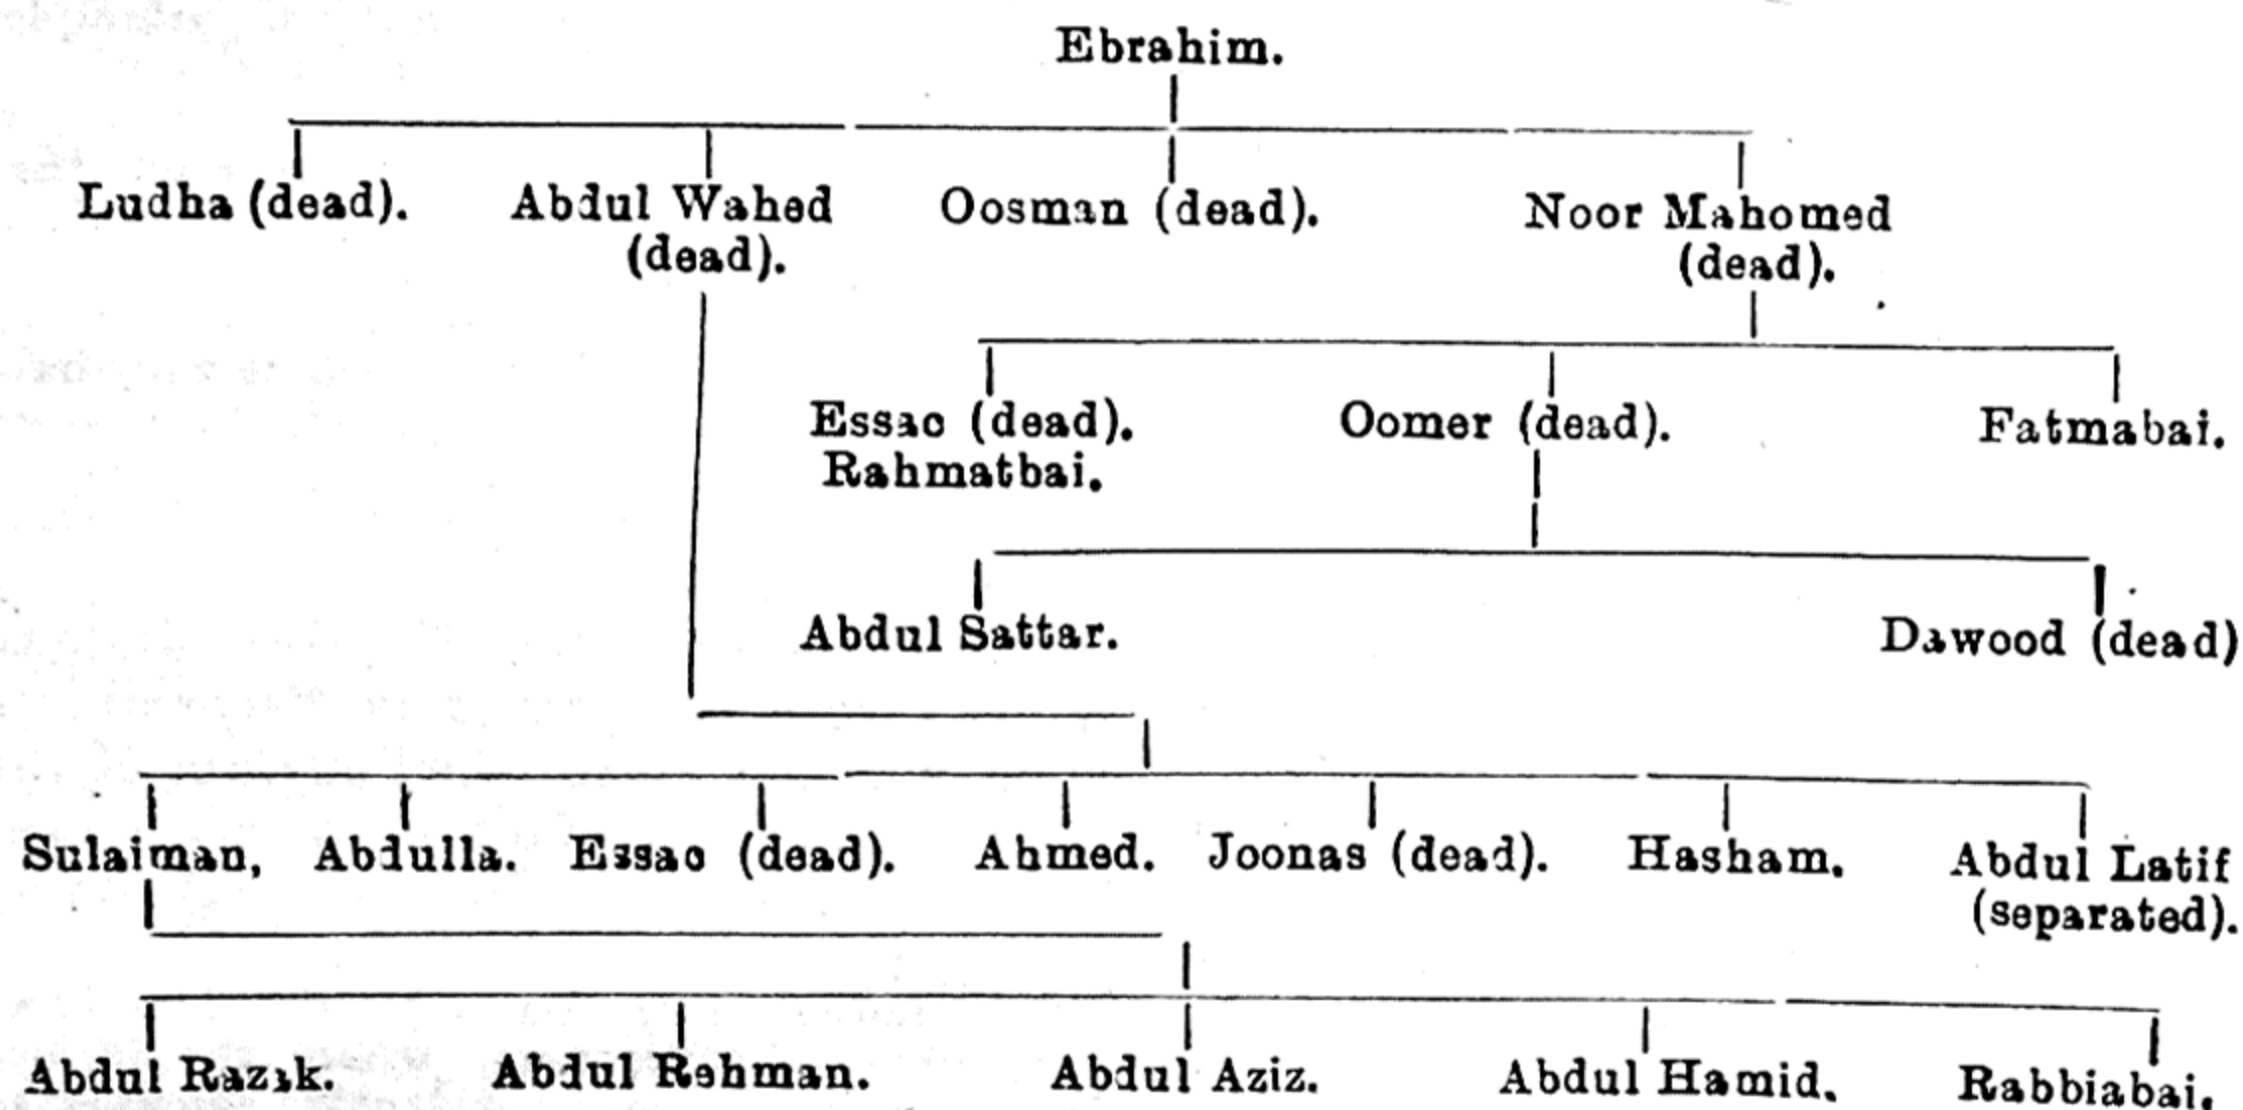 Ebrahim.
Ludha (dead). Abdul Wahed Oosman (dead). Noor Mahomed
(dead). (dead).
Essac (dead). Oomer (dead). Fatmabai.
Rahmatbai.
Abdul Sattar. Dawood (dead)
Sulaiman, Abdulla. Essac (dead). Ahmed. Joonas (dead). Hasham. Abdul Latif
(separated).
Abdul Razak. Abdul Rehman. Abdul Aziz. Abdul Hamid. Rabbiabai.